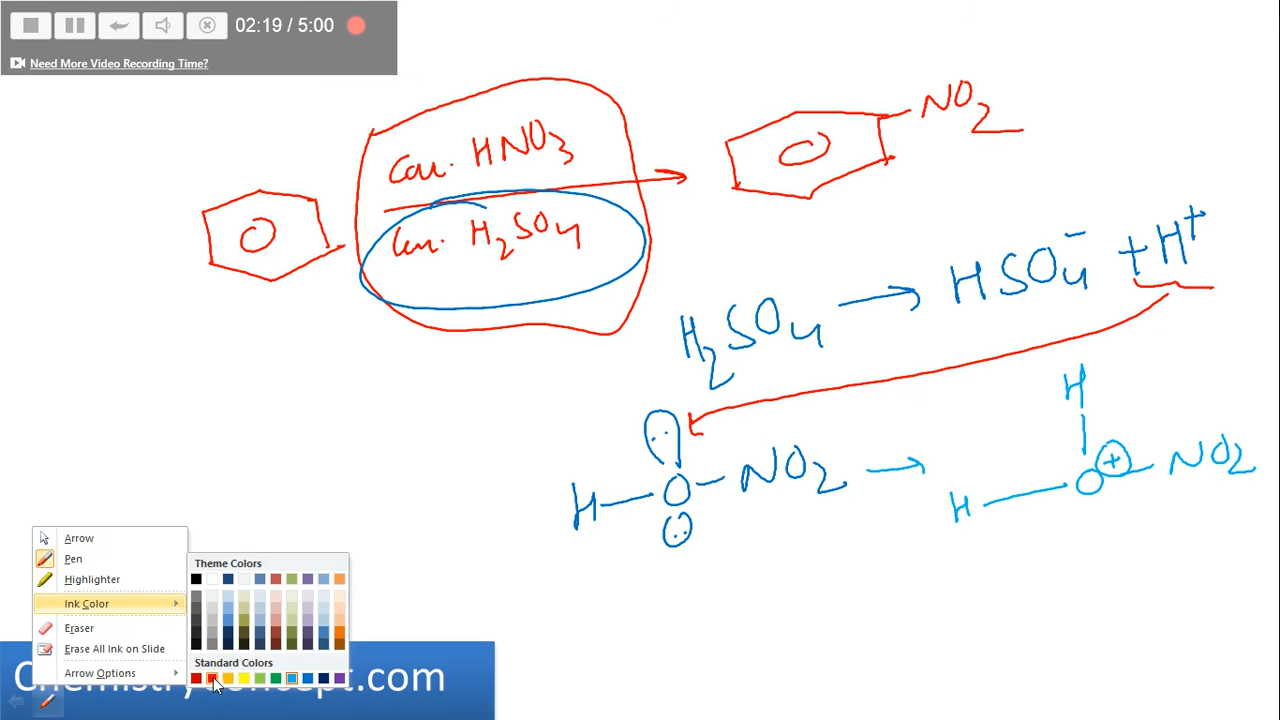 02:19 / 5:00
Need More Video Recording Time?
Con. HNO3
Con. H2SO4
NO2
H2SO4 → HSO4⁻ + H⁺
H—O—NO2 →
H
H—O⁺—NO2
Arrow
Pen
Highlighter
Ink Color
Eraser
Erase All Ink on Slide
Arrow Options
Theme Colors
Standard Colors
.com